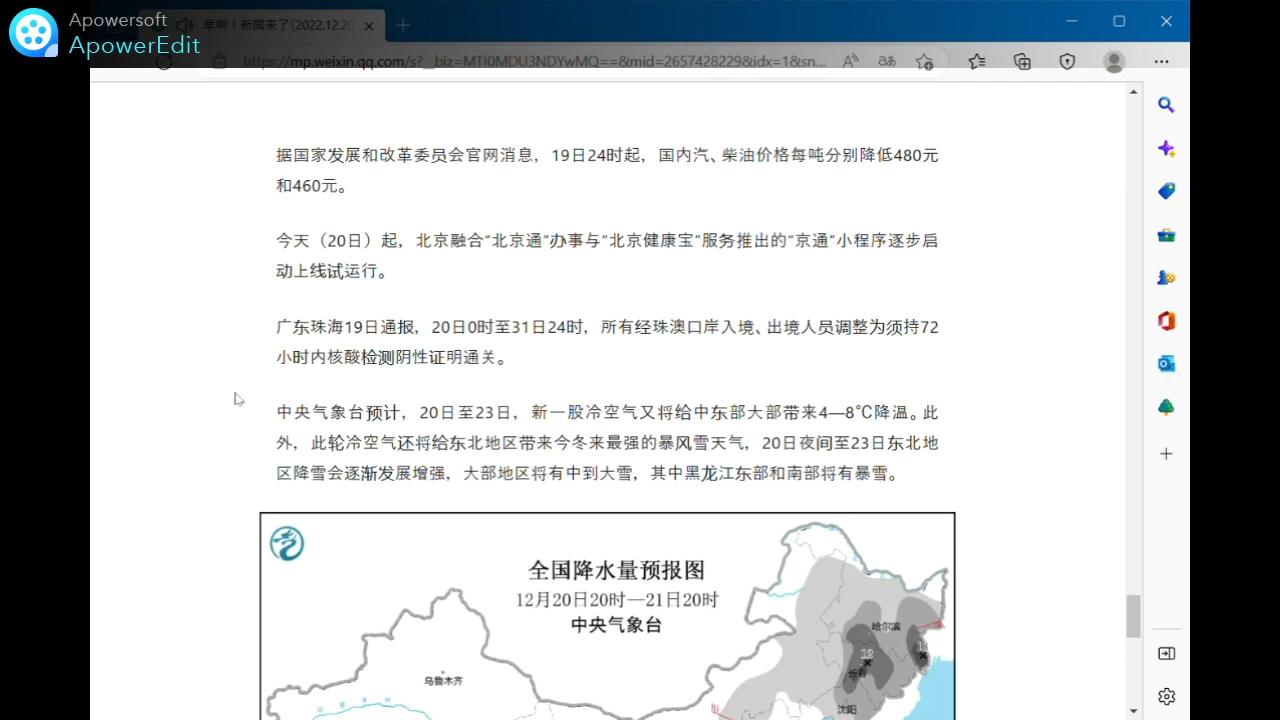 Apowersoft
ApowerEdit
早啊！新闻来了〔2022.12.20
https://mp.weixin.qq.com/s?__biz=MTI0MDU3NDYwMQ==&mid=2657428229&idx=1&sn...
据国家发展和改革委员会官网消息，19日24时起，国内汽、柴油价格每吨分别降低480元
和460元。
今天（20日）起，北京融合“北京通”办事与“北京健康宝”服务推出的“京通”小程序逐步启
动上线试运行。
广东珠海19日通报，20日0时至31日24时，所有经珠澳口岸入境、出境人员调整为须持72
小时内核酸检测阴性证明通关。
中央气象台预计，20日至23日，新一股冷空气又将给中东部大部带来4—8℃降温。此
外，此轮冷空气还将给东北地区带来今冬来最强的暴风雪天气，20日夜间至23日东北地
区降雪会逐渐发展增强，大部地区将有中到大雪，其中黑龙江东部和南部将有暴雪。
全国降水量预报图
12月20日20时—21日20时
中央气象台
哈尔滨
长春
乌鲁木齐
沈阳